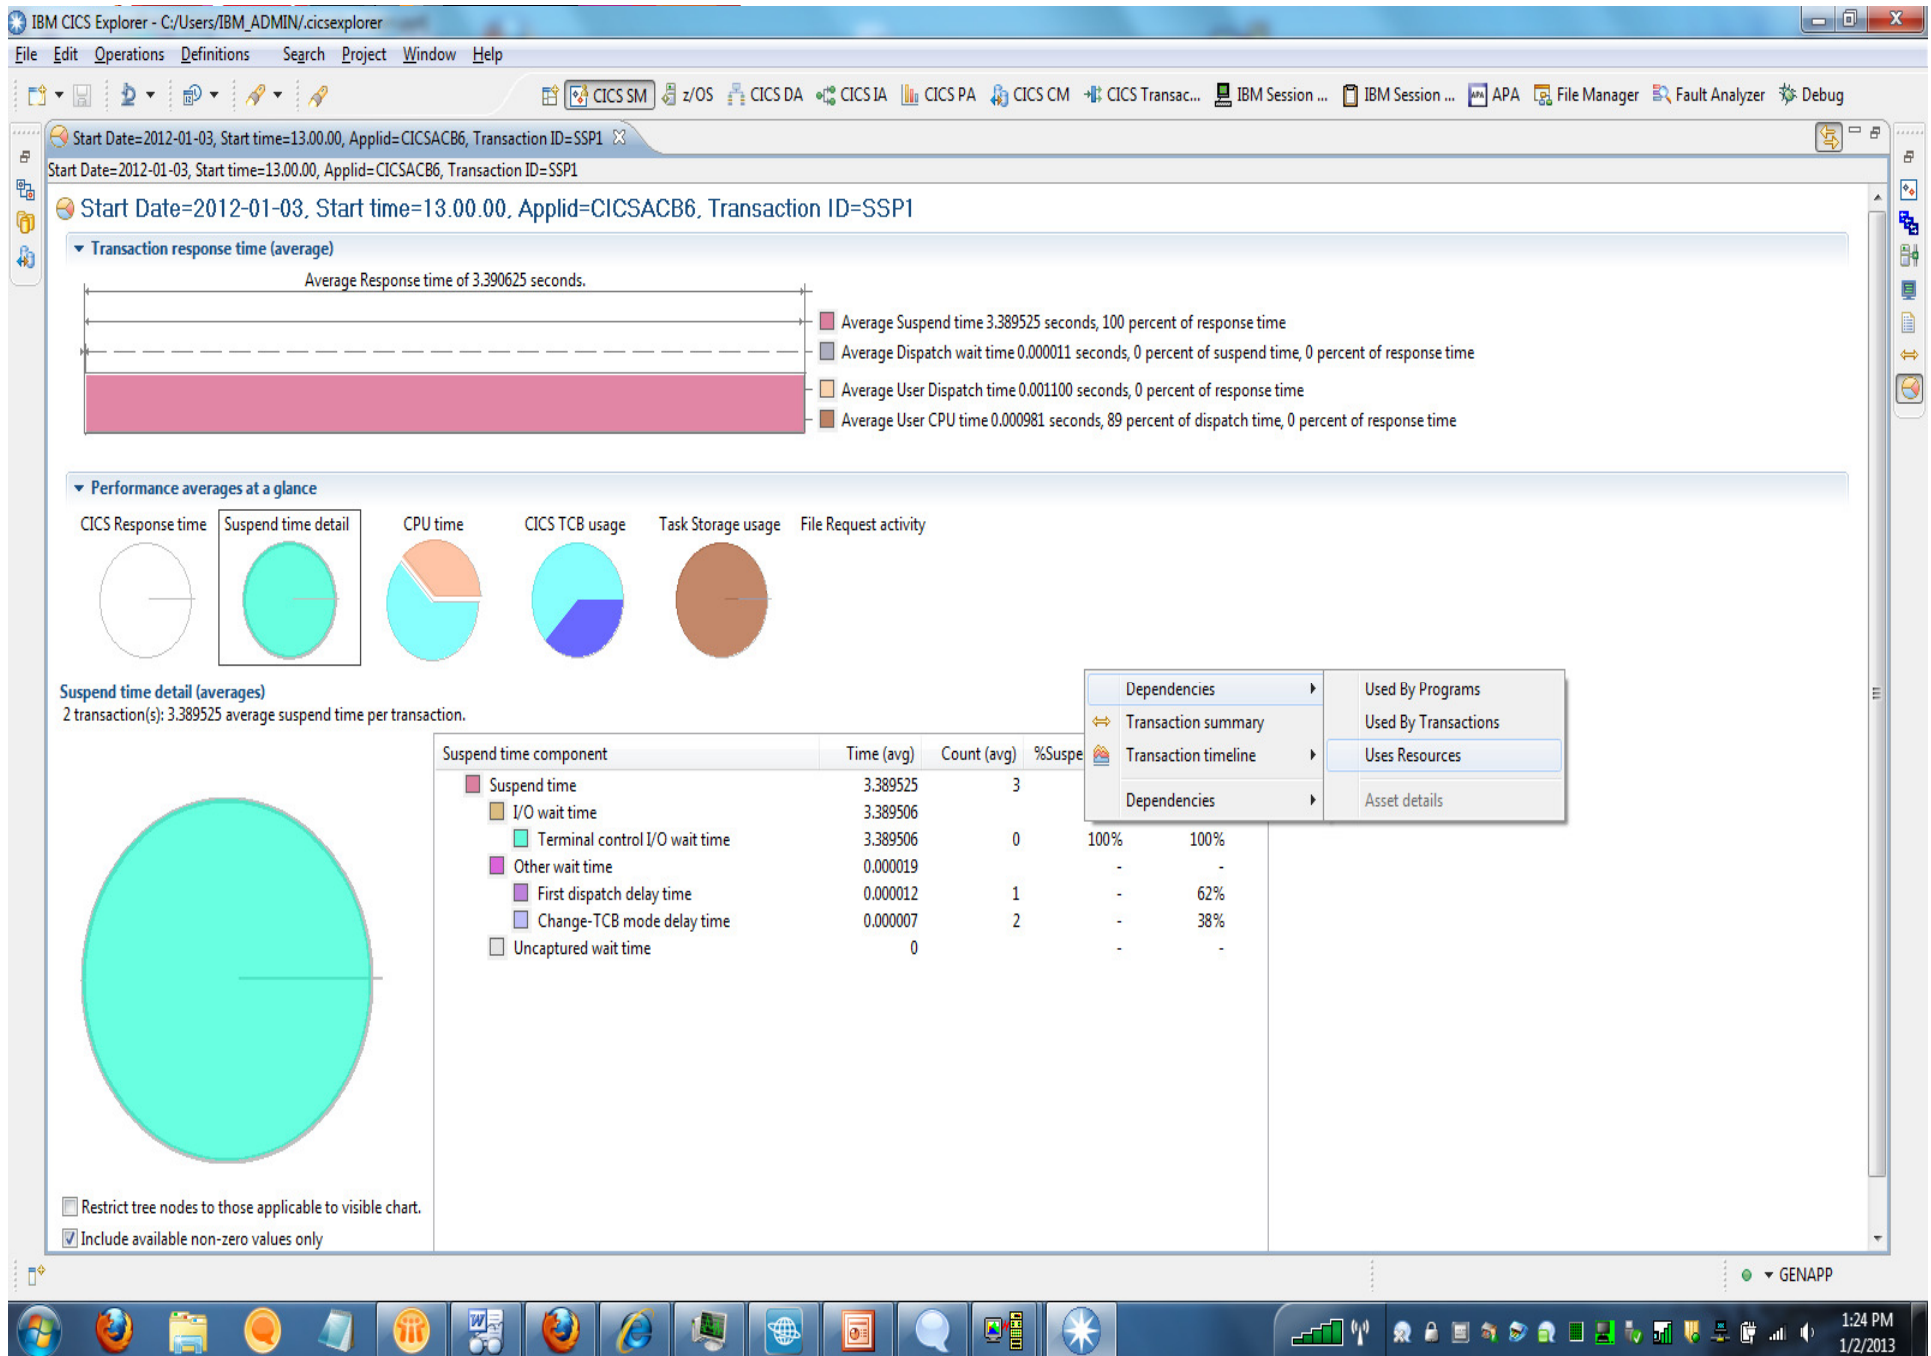 IBM CICS Explorer - C:/Users/IBM_ADMIN/.cicsexplorer
File Edit Operations Definitions Search Project Window Help
CICS SM z/OS CICS DA CICS IA CICS PA CICS CM CICS Transac... IBM Session ... IBM Session ... APA File Manager Fault Analyzer Debug
Start Date=2012-01-03, Start time=13.00.00, Applid=CICSACB6, Transaction ID=SSP1
Start Date=2012-01-03, Start time=13.00.00, Applid=CICSACB6, Transaction ID=SSP1
Start Date=2012-01-03, Start time=13.00.00, Applid=CICSACB6, Transaction ID=SSP1
Transaction response time (average)
Average Response time of 3.390625 seconds.
Average Suspend time 3.389525 seconds, 100 percent of response time
Average Dispatch wait time 0.000011 seconds, 0 percent of suspend time, 0 percent of response time
Average User Dispatch time 0.001100 seconds, 0 percent of response time
Average User CPU time 0.000981 seconds, 89 percent of dispatch time, 0 percent of response time
Performance averages at a glance
CICS Response time Suspend time detail CPU time CICS TCB usage Task Storage usage File Request activity
Suspend time detail (averages)
2 transaction(s): 3.389525 average suspend time per transaction.
Dependencies
Transaction summary
Transaction timeline
Dependencies
Used By Programs
Used By Transactions
Uses Resources
Asset details
Suspend time component Time (avg) Count (avg) %Suspe
Suspend time 3.389525 3
I/O wait time 3.389506
Terminal control I/O wait time 3.389506 0 100% 100%
Other wait time 0.000019 - -
First dispatch delay time 0.000012 1 - 62%
Change-TCB mode delay time 0.000007 2 - 38%
Uncaptured wait time 0 - -
Restrict tree nodes to those applicable to visible chart.
Include available non-zero values only
GENAPP
1:24 PM
1/2/2013